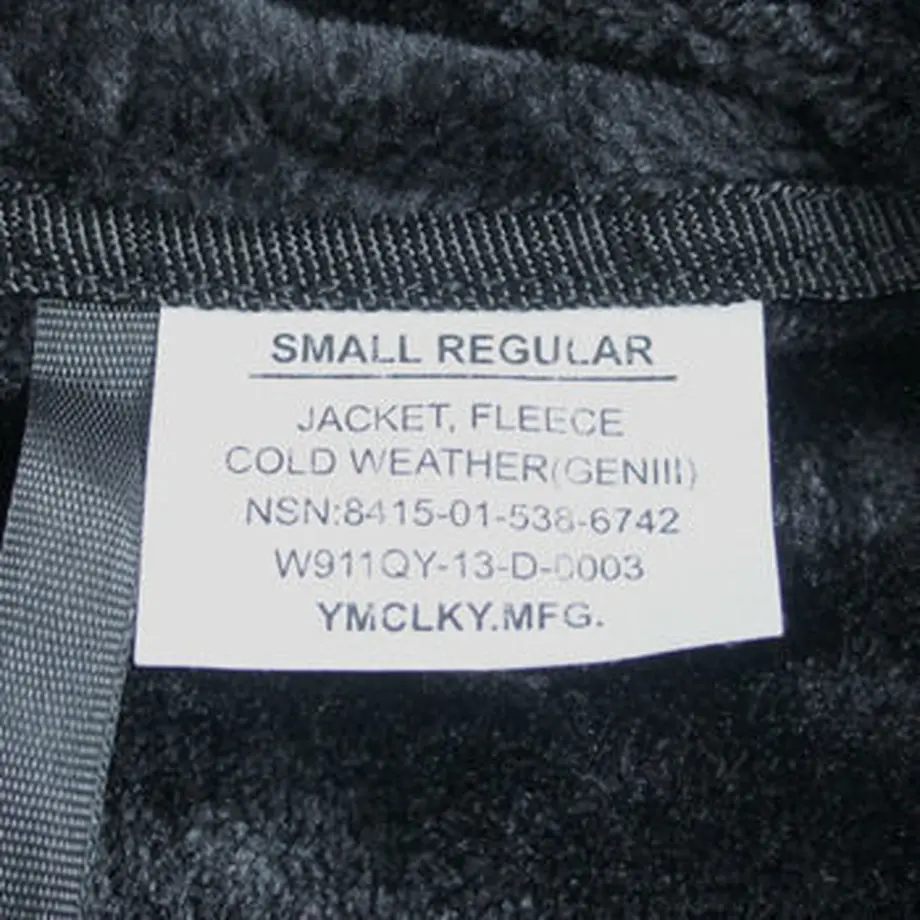 SMALL REGULAR
JACKET, FLEECE
COLD WEATHER(GENIII)
NSN:8415-01-538-6742
W911QY-13-D-0003
YMCLKY.MFG.